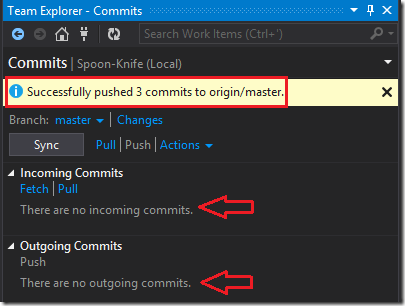 Team Explorer - Commits
Search Work Items (Ctrl+')
Commits | Spoon-Knife (Local)
Successfully pushed 3 commits to origin/master.
Branch: master | Changes
Sync Pull | Push | Actions
Incoming Commits
Fetch | Pull
There are no incoming commits.
Outgoing Commits
Push
There are no outgoing commits.